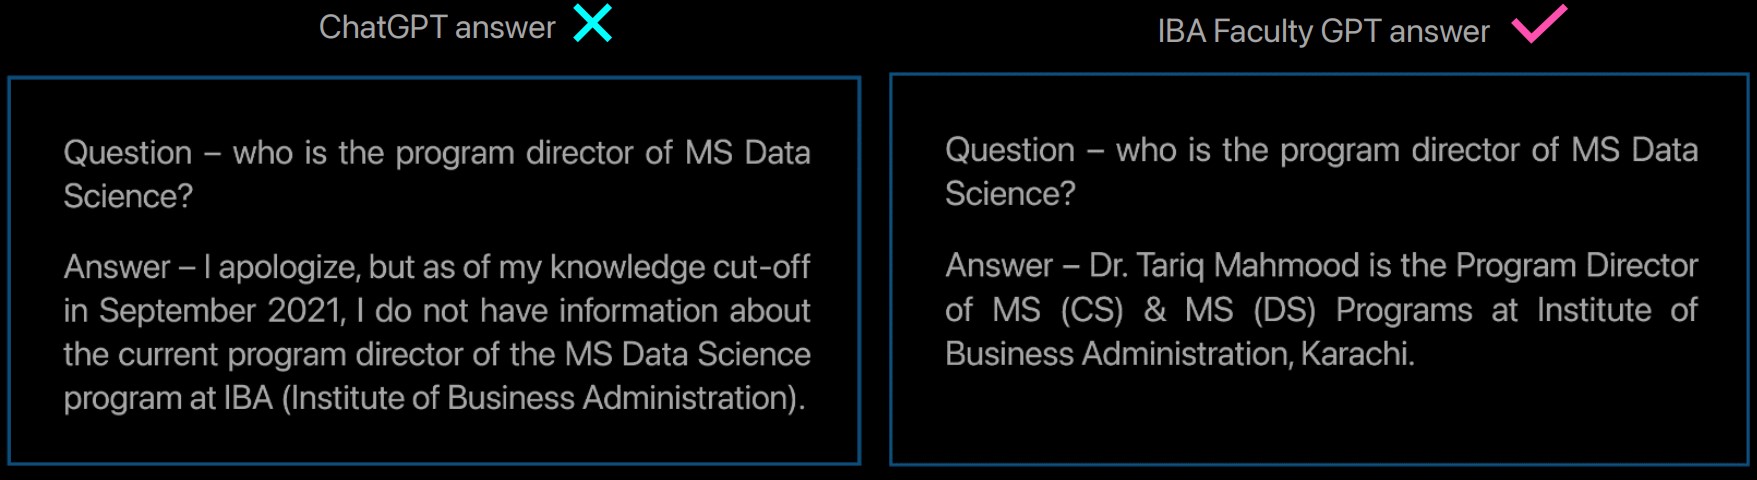 ChatGPT answer
Question – who is the program director of MS Data
Science?
Answer – I apologize, but as of my knowledge cut-off
in September 2021, I do not have information about
the current program director of the MS Data Science
program at IBA (Institute of Business Administration).
IBA Faculty GPT answer
Question – who is the program director of MS Data
Science?
Answer – Dr. Tariq Mahmood is the Program Director
of MS (CS) & MS (DS) Programs at Institute of
Business Administration, Karachi.